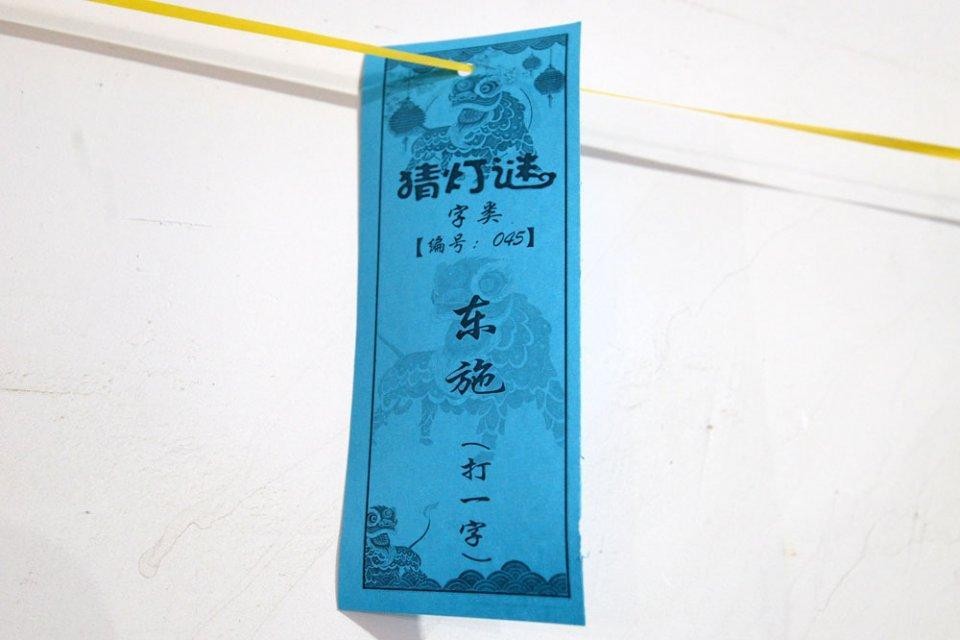 猜灯谜
字类
【编号：045】
东施
（打一字）